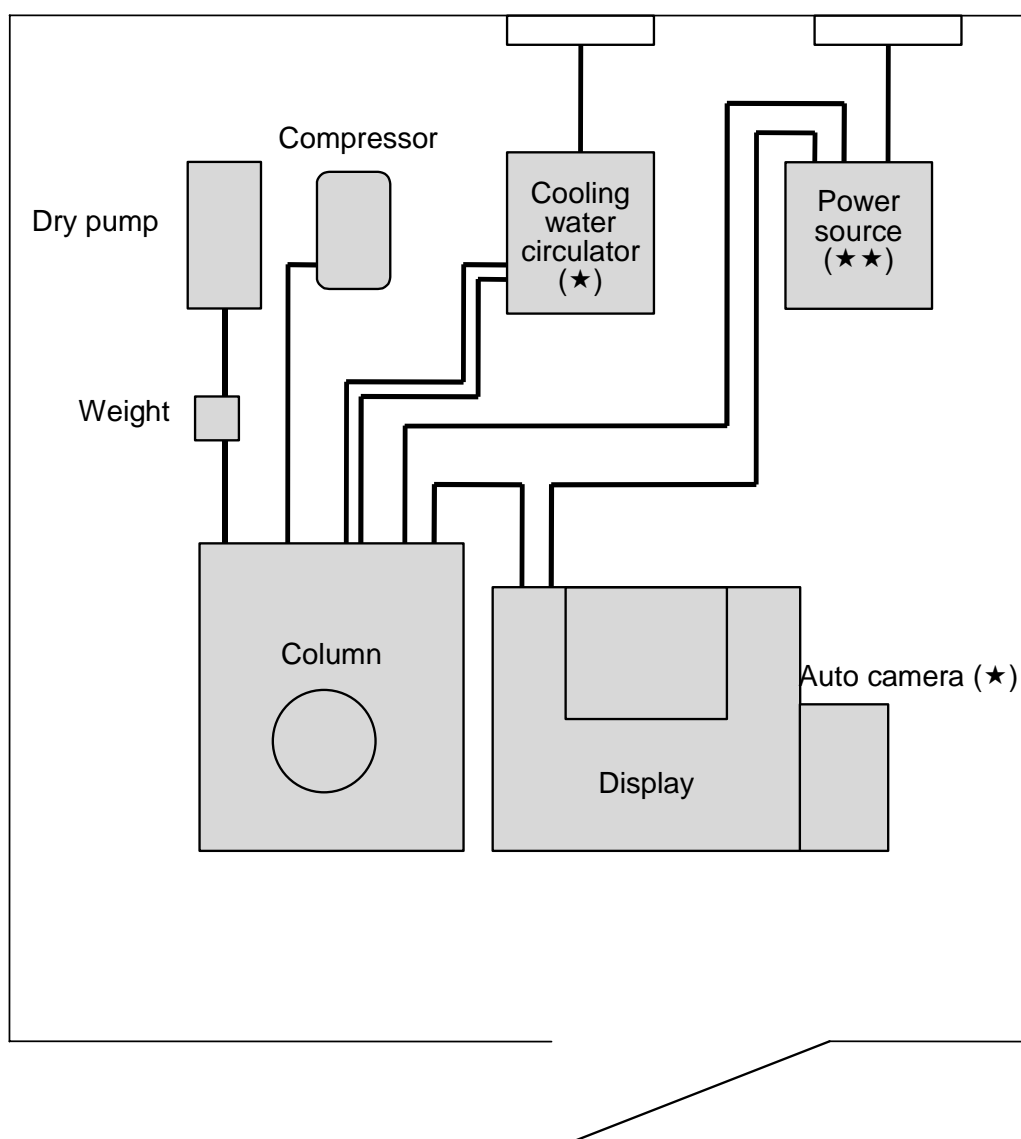 Compressor
Dry pump
Cooling
water
circulator
(★)
Power
source
(★★)
Weight
Column
Auto camera (★)
Display